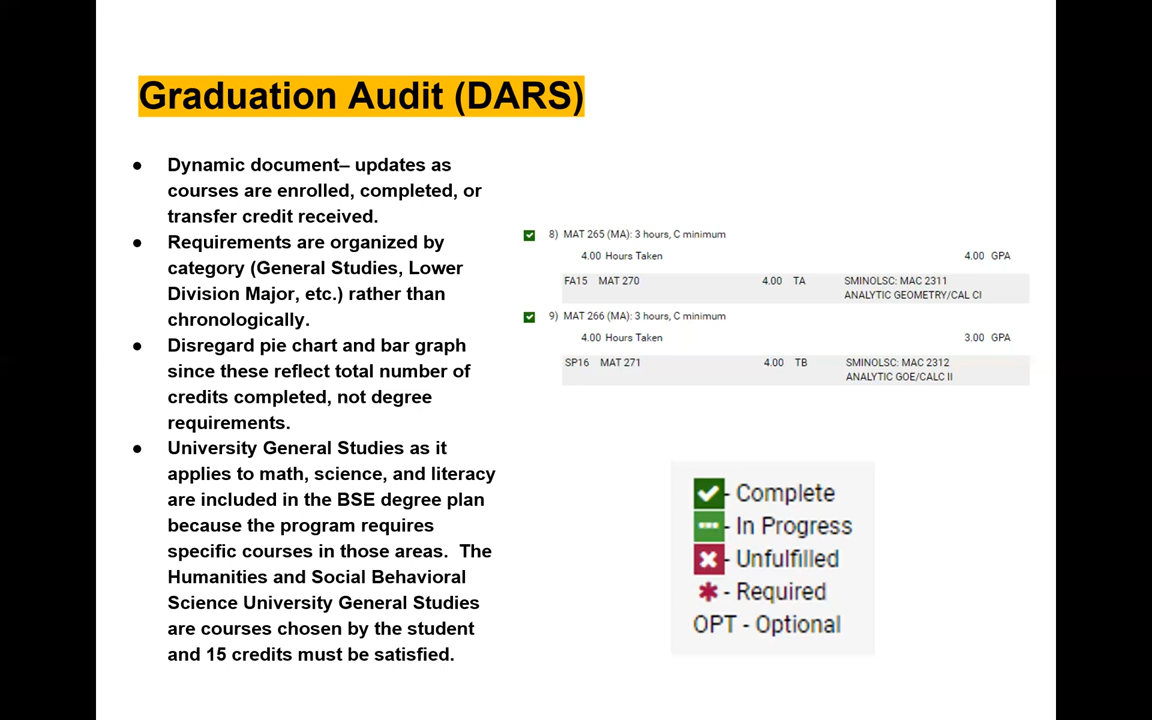 Graduation Audit (DARS)
● Dynamic document– updates as
courses are enrolled, completed, or
transfer credit received.
● Requirements are organized by
category (General Studies, Lower
Division Major, etc.) rather than
chronologically.
● Disregard pie chart and bar graph
since these reflect total number of
credits completed, not degree
requirements.
● University General Studies as it
applies to math, science, and literacy
are included in the BSE degree plan
because the program requires
specific courses in those areas.  The
Humanities and Social Behavioral
Science University General Studies
are courses chosen by the student
and 15 credits must be satisfied.
8) MAT 265 (MA): 3 hours, C minimum
4.00 Hours Taken 4.00 GPA
FA15 MAT 270 4.00 TA SMINOLSC: MAC 2311
ANALYTIC GEOMETRY/CAL CI
9) MAT 266 (MA): 3 hours, C minimum
4.00 Hours Taken 3.00 GPA
SP16 MAT 271 4.00 TB SMINOLSC: MAC 2312
ANALYTIC GOE/CALC II
- Complete
- In Progress
- Unfulfilled
- Required
OPT - Optional